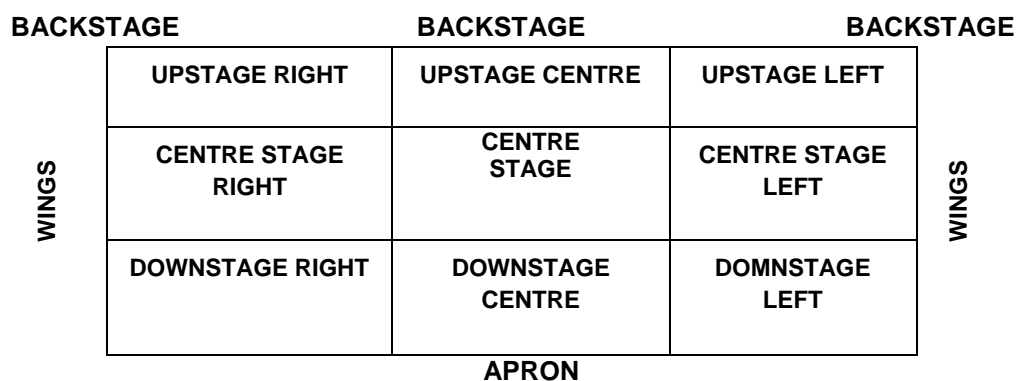 BACKSTAGE BACKSTAGE BACKSTAGE
UPSTAGE RIGHT UPSTAGE CENTRE UPSTAGE LEFT
WINGS
CENTRE STAGE
RIGHT
CENTRE
STAGE
CENTRE STAGE
LEFT
WINGS
DOWNSTAGE RIGHT
DOWNSTAGE
CENTRE
DOMNSTAGE
LEFT
APRON